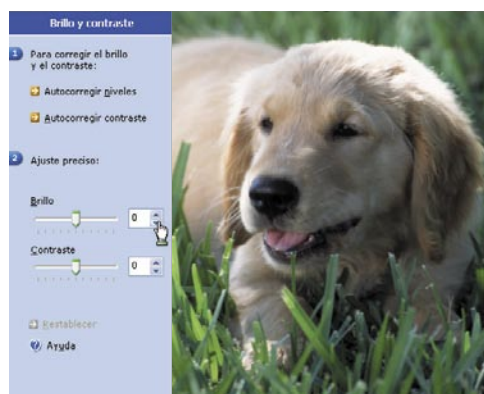 Brillo y contraste
1 Para corregir el brillo
y el contraste:
Autocorregir niveles
Autocorregir contraste
2 Ajuste preciso:
Brillo
0
Contraste
0
Restablecer
? Ayuda